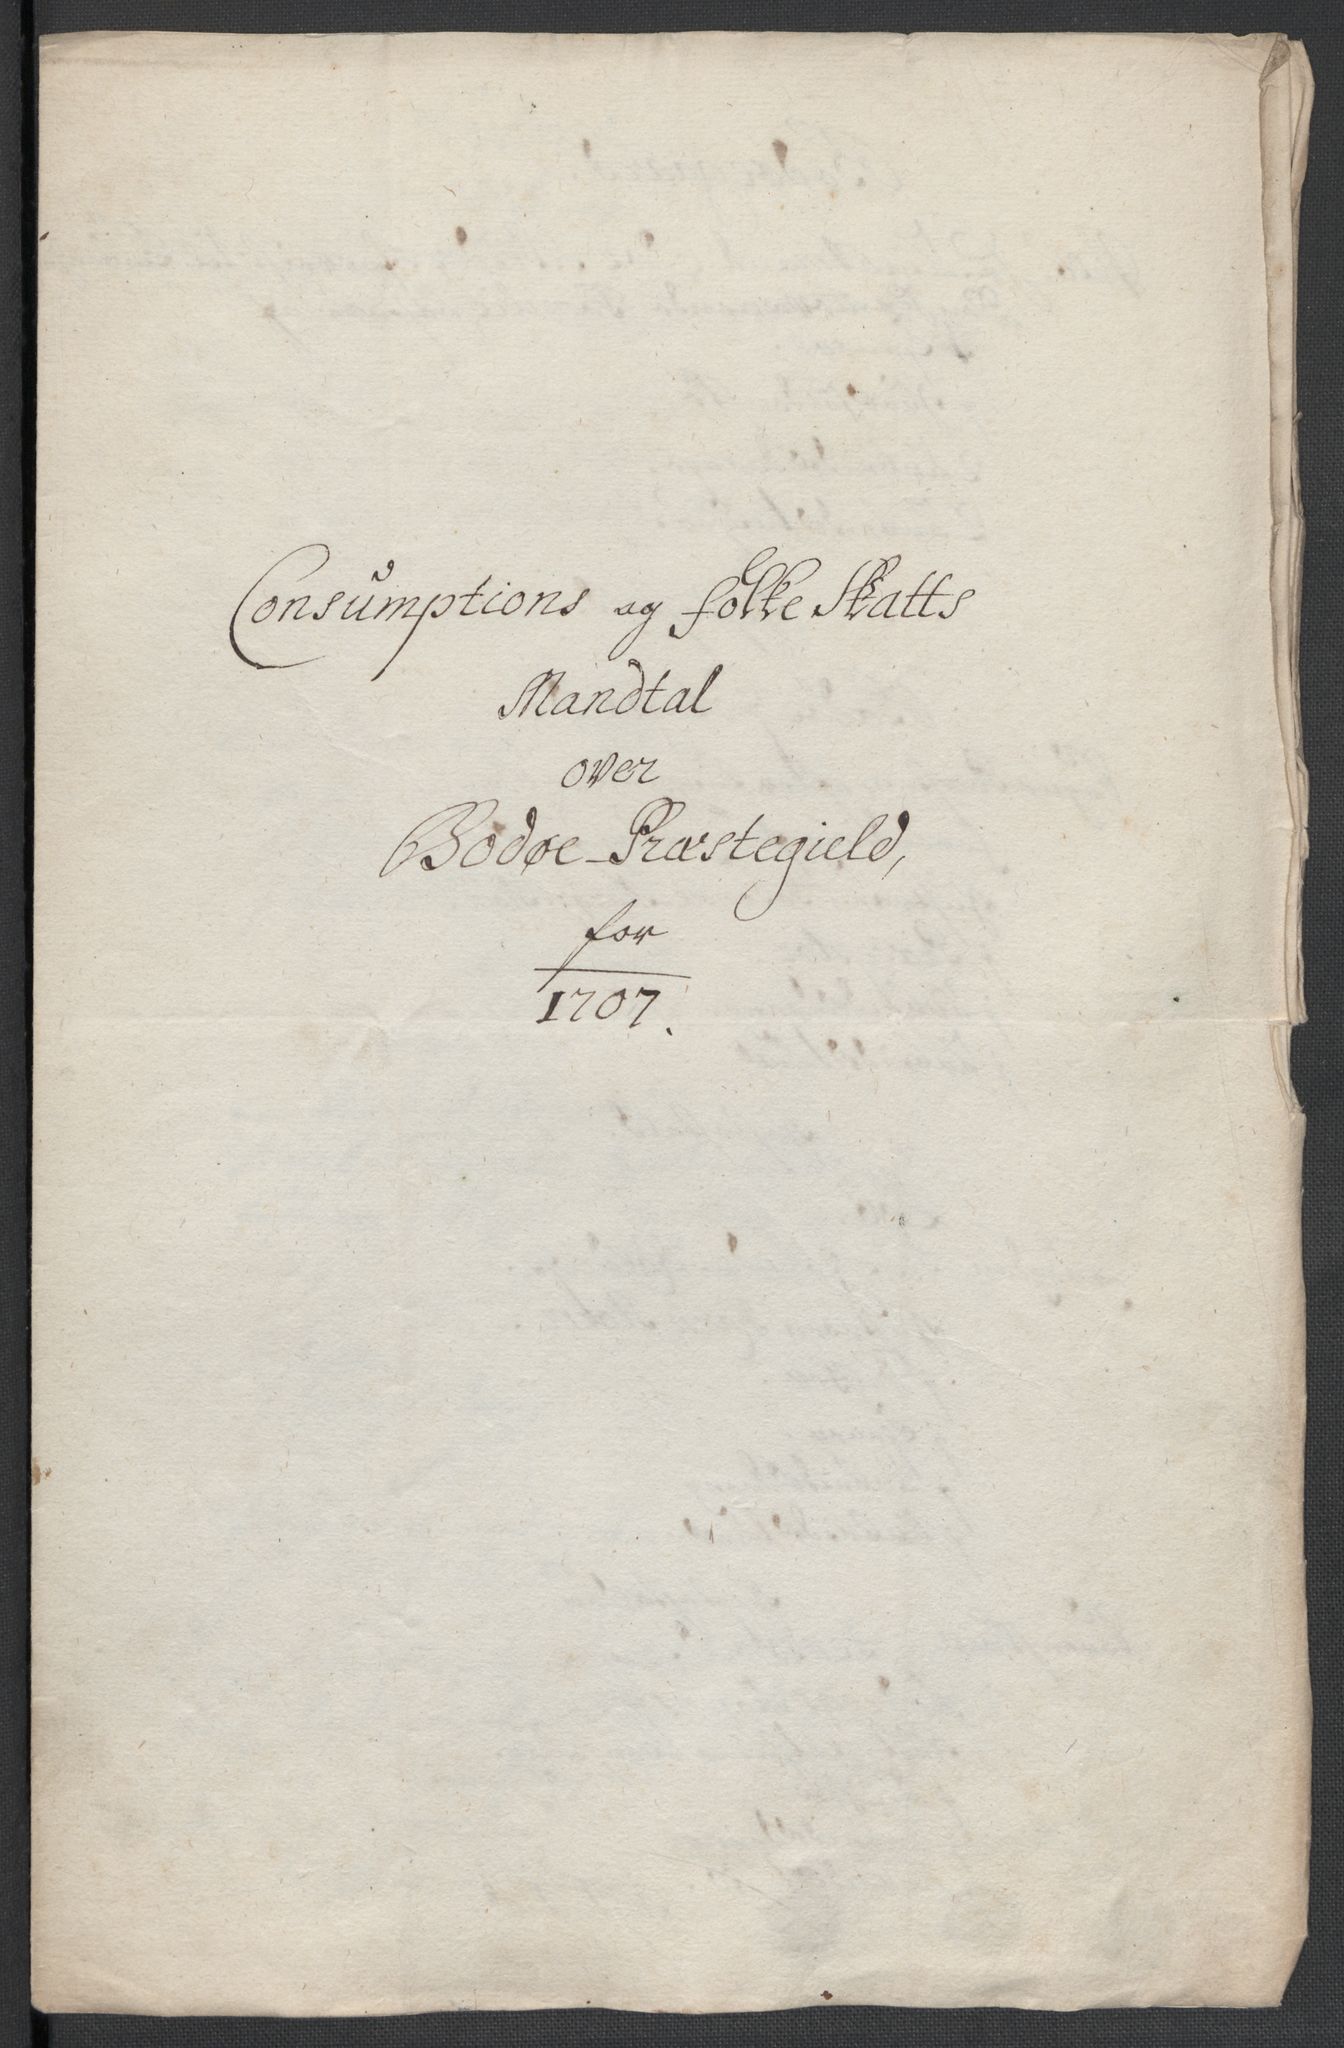 Consumptions og folke Skatts
Mandtal
over
Bodøe-Præstegield,
for
1707.